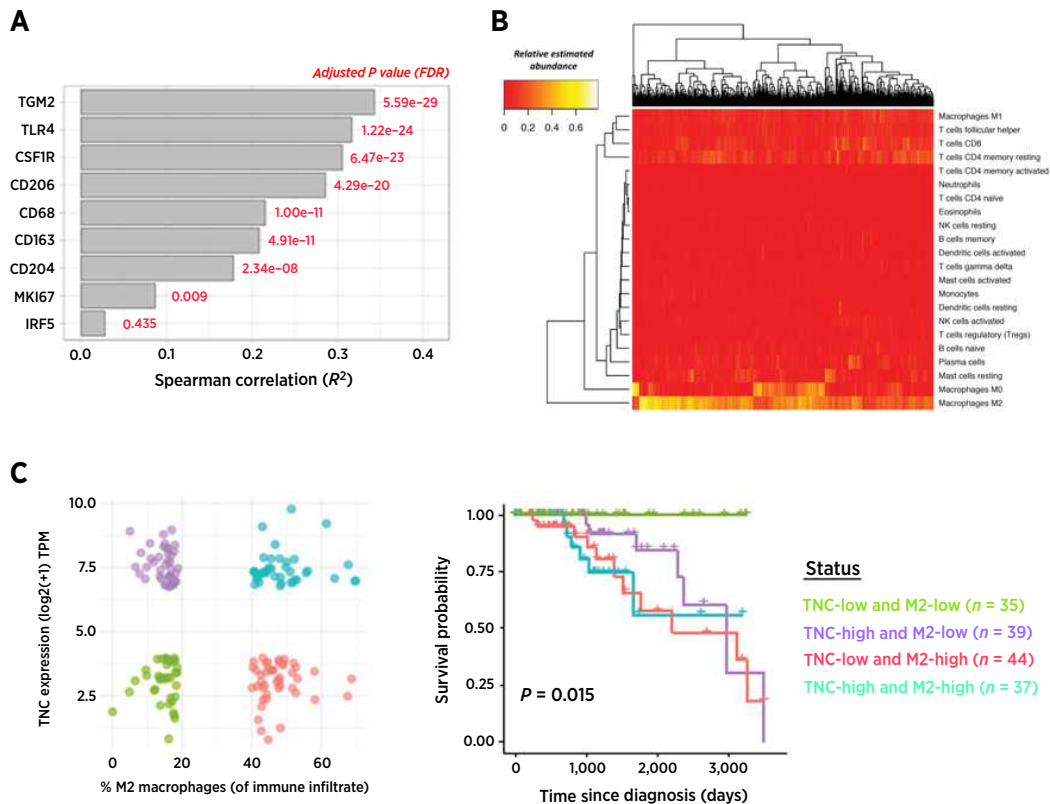 A
Adjusted P value (FDR)
TGM2 5.59e–29
TLR4 1.22e–24
CSF1R 6.47e–23
CD206 4.29e–20
CD68 1.00e–11
CD163 4.91e–11
CD204 2.34e–08
MKI67 0.009
IRF5 0.435
0.0 0.1 0.2 0.3 0.4
Spearman correlation (R²)
B
Relative estimated
abundance
0 0.2 0.4 0.6
Macrophages M1
T cells follicular helper
T cells CD8
T cells CD4 memory resting
T cells CD4 memory activated
Neutrophils
T cells CD4 naive
Eosinophils
NK cells resting
B cells memory
Dendritic cells activated
T cells gamma delta
Mast cells activated
Monocytes
Dendritic cells resting
NK cells activated
T cells regulatory (Tregs)
B cells naive
Plasma cells
Mast cells resting
Macrophages M0
Macrophages M2
C
TNC expression (log2(+1) TPM
10.0
7.5
5.0
2.5
0 20 40 60
% M2 macrophages (of immune infiltrate)
Survival probability
1.00
0.75
0.50
0.25
0.00
P = 0.015
0 1,000 2,000 3,000
Time since diagnosis (days)
Status
TNC-low and M2-low (n = 35)
TNC-high and M2-low (n = 39)
TNC-low and M2-high (n = 44)
TNC-high and M2-high (n = 37)